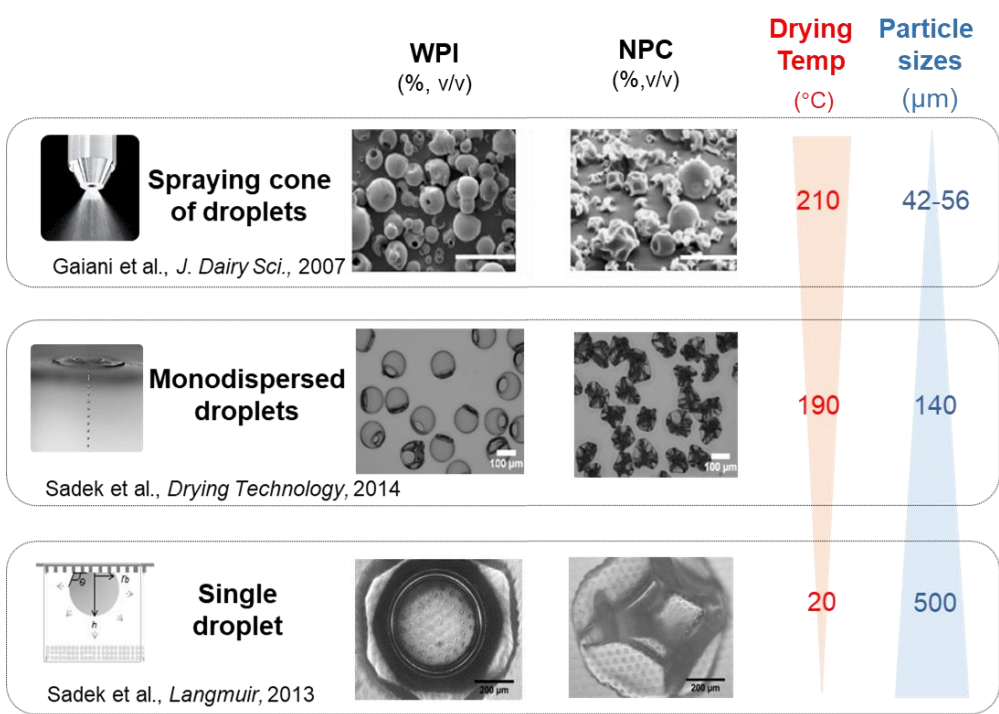 WPI
(%, v/v)
NPC
(%,v/v)
Drying
Temp
(°C)
Particle
sizes
(µm)
Spraying cone
of droplets
Gaiani et al., J. Dairy Sci., 2007
210
42-56
Monodispersed
droplets
100 µm
100 µm
Sadek et al., Drying Technology, 2014
190
140
θ
r₀
h
Single
droplet
200 µm
200 µm
Sadek et al., Langmuir, 2013
20
500